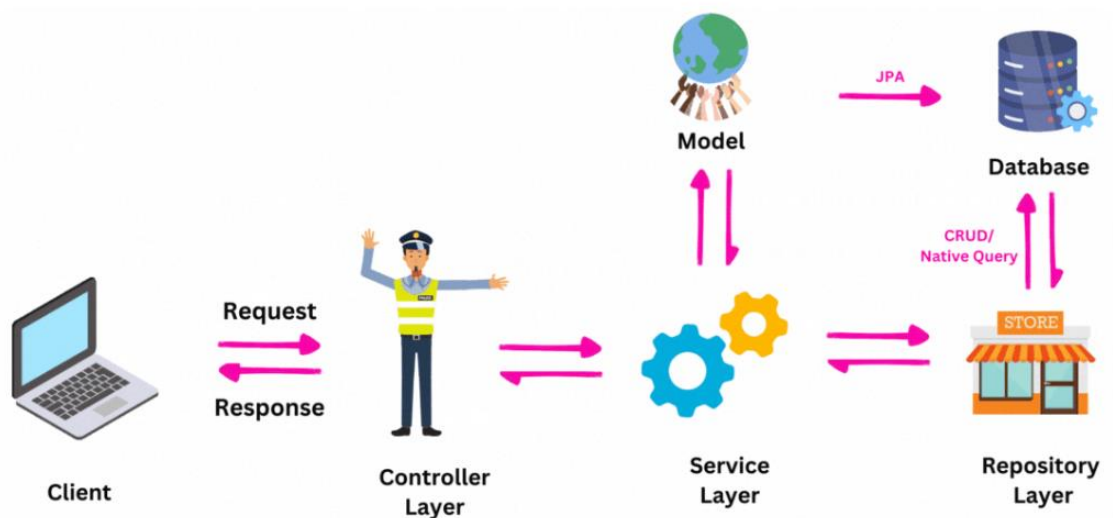 JPA
Model
Database
CRUD/
Native Query
Request
STORE
Response
Client
Controller
Layer
Service
Layer
Repository
Layer